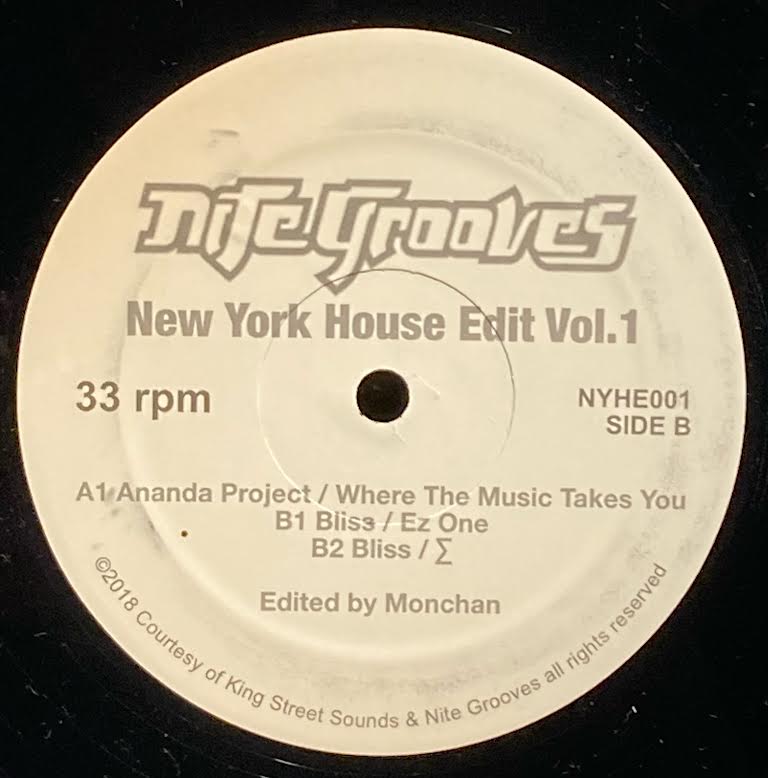 Nite Grooves
New York House Edit Vol.1
33 rpm
NYHE001
SIDE B
A1 Ananda Project / Where The Music Takes You
B1 Bliss / Ez One
B2 Bliss / ∑
Edited by Monchan
©2018 Courtesy of King Street Sounds & Nite Grooves all rights reserved